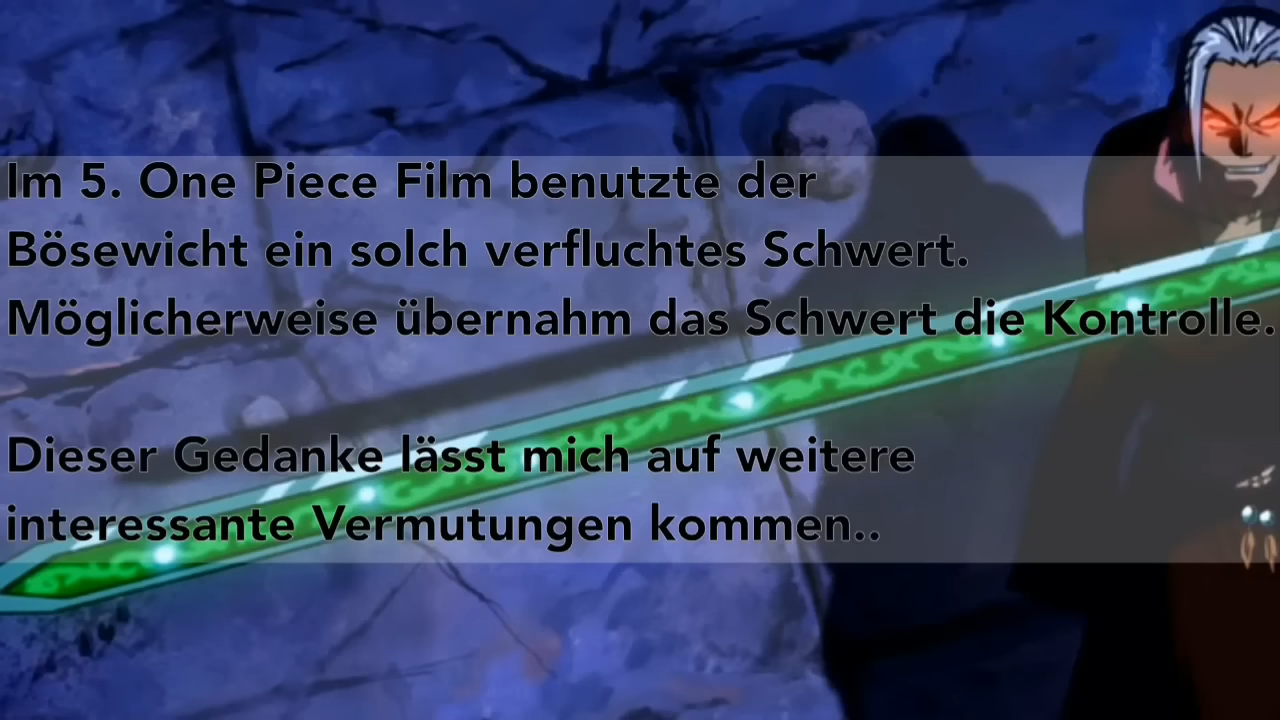 Im 5. One Piece Film benutzte der
Bösewicht ein solch verfluchtes Schwert.
Möglicherweise übernahm das Schwert die Kontrolle.
Dieser Gedanke lässt mich auf weitere
interessante Vermutungen kommen..